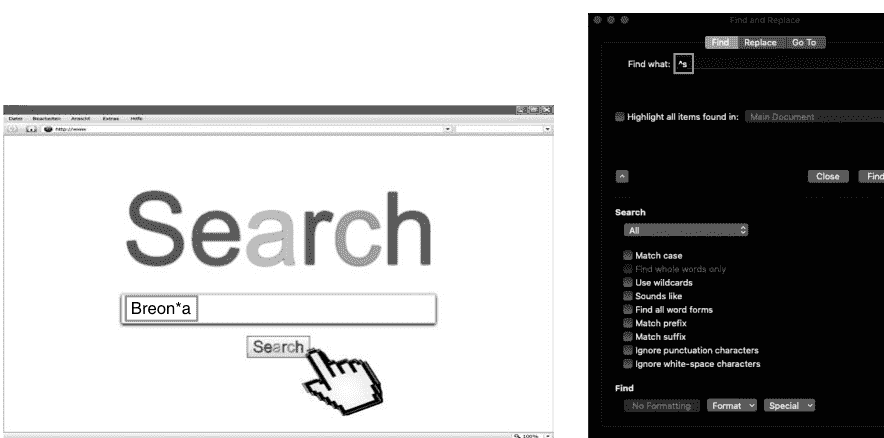 Datei Bearbeiten Ansicht Extras Hilfe
http://www
Search
Breon*a
Search
100%
Find and Replace
Find Replace Go To
Find what: ^s
Highlight all items found in: Main Document
Close Find
Search
All
Match case
Find whole words only
Use wildcards
Sounds like
Find all word forms
Match prefix
Match suffix
Ignore punctuation characters
Ignore white-space characters
Find
No Formatting Format Special